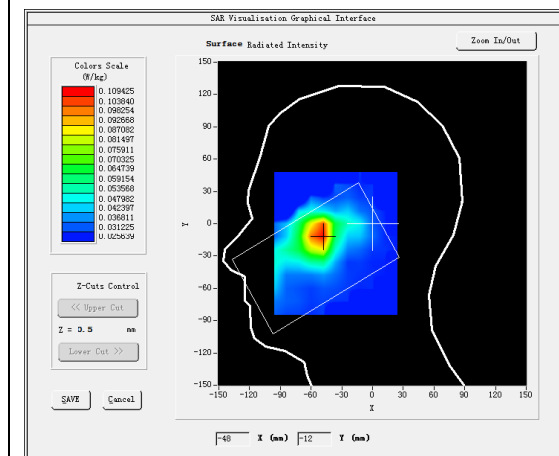 SAR Visualisation Graphical Interface
Surface Radiated Intensity
Zoom In/Out
Colors Scale
(W/kg)
0.109425
0.103840
0.098254
0.092668
0.087082
0.081497
0.075911
0.070325
0.064739
0.059154
0.053568
0.047982
0.042397
0.036811
0.031225
0.025639
150
120
90
60
30
0
-30
-60
-90
-120
-150
Y
-150 -120 -90 -60 -30 0 30 60 90 120 150
X
Z-Cuts Control
<< Upper Cut
Z = 0.5 mm
Lower Cut >>
SAVE Cancel
-48 X (mm) -12 Y (mm)